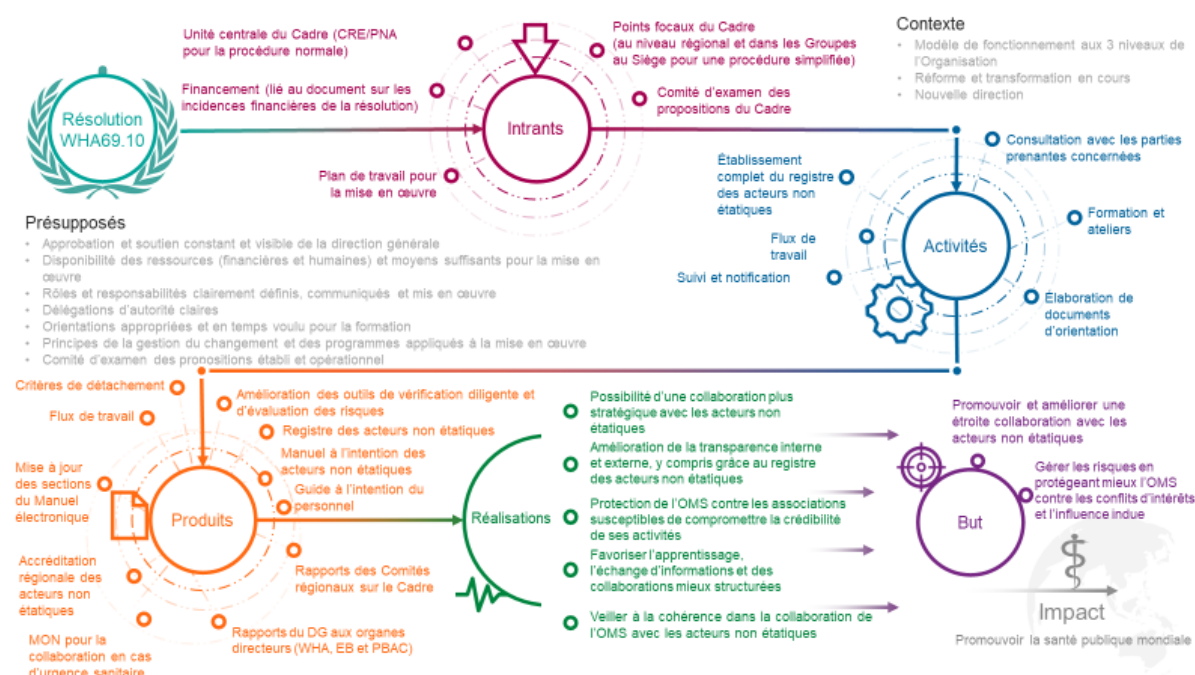 Résolution
WHA69.10
Unité centrale du Cadre (CRE/PNA
pour la procédure normale)
Financement (lié au document sur les
incidences financières de la résolution)
Plan de travail pour
la mise en œuvre
Intrants
Points focaux du Cadre
(au niveau régional et dans les Groupes
au Siège pour une procédure simplifiée)
Comité d'examen des
propositions du Cadre
Contexte
• Modèle de fonctionnement aux 3 niveaux de
l'Organisation
• Réforme et transformation en cours
• Nouvelle direction
Présupposés
• Approbation et soutien constant et visible de la direction générale
• Disponibilité des ressources (financières et humaines) et moyens suffisants pour la mise en
œuvre
• Rôles et responsabilités clairement définis, communiqués et mis en œuvre
• Délégations d'autorité claires
• Orientations appropriées et en temps voulu pour la formation
• Principes de la gestion du changement et des programmes appliqués à la mise en œuvre
• Comité d'examen des propositions établi et opérationnel
Établissement
complet du registre
des acteurs non
étatiques
Flux de
travail
Suivi et notification
Activités
Consultation avec les parties
prenantes concernées
Formation et
ateliers
Élaboration de
documents
d'orientation
Critères de détachement
Flux de travail
Mise à jour
des sections
du Manuel
électronique
Accréditation
régionale des
acteurs non
étatiques
MON pour la
collaboration en cas
d'urgence sanitaire
Produits
Amélioration des outils de vérification diligente et
d'évaluation des risques
Registre des acteurs non étatiques
Manuel à l'intention des
acteurs non étatiques
Guide à l'intention du
personnel
Rapports des Comités
régionaux sur le Cadre
Rapports du DG aux organes
directeurs (WHA, EB et PBAC)
Réalisations
Possibilité d'une collaboration plus
stratégique avec les acteurs non
étatiques
Amélioration de la transparence interne
et externe, y compris grâce au registre
des acteurs non étatiques
Protection de l'OMS contre les associations
susceptibles de compromettre la crédibilité
de ses activités
Favoriser l'apprentissage,
l'échange d'informations et des
collaborations mieux structurées
Veiller à la cohérence dans la collaboration de
l'OMS avec les acteurs non étatiques
Promouvoir et améliorer une
étroite collaboration avec les
acteurs non étatiques
Gérer les risques en
protégeant mieux l'OMS
contre les conflits d'intérêts
et l'influence indue
But
Impact
Promouvoir la santé publique mondiale